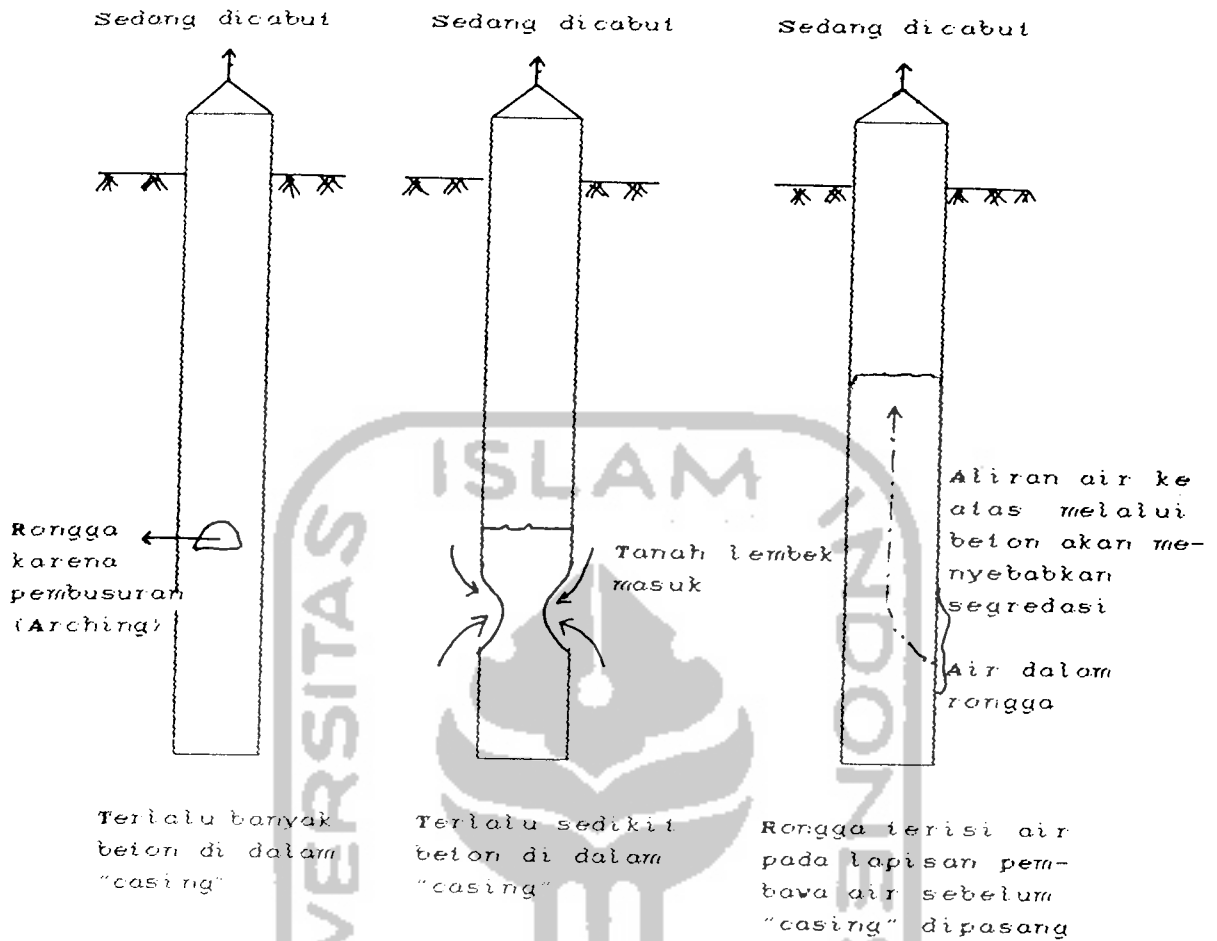 Sedang dicabut
Sedang dicabut
Sedang dicabut
Rongga
karena
pembusuran
(Arching)
Tanah lembek
masuk
Aliran air ke
atas melalui
beton akan me-
nyebabkan
segredasi
Air dalam
rongga
Terlalu banyak
beton di dalam
"casing"
Terlalu sedikit
beton di dalam
"casing"
Rongga terisi air
pada lapisan pem-
bawa air sebelum
"casing" dipasang
ISLAM
VERSITAS
INDONE